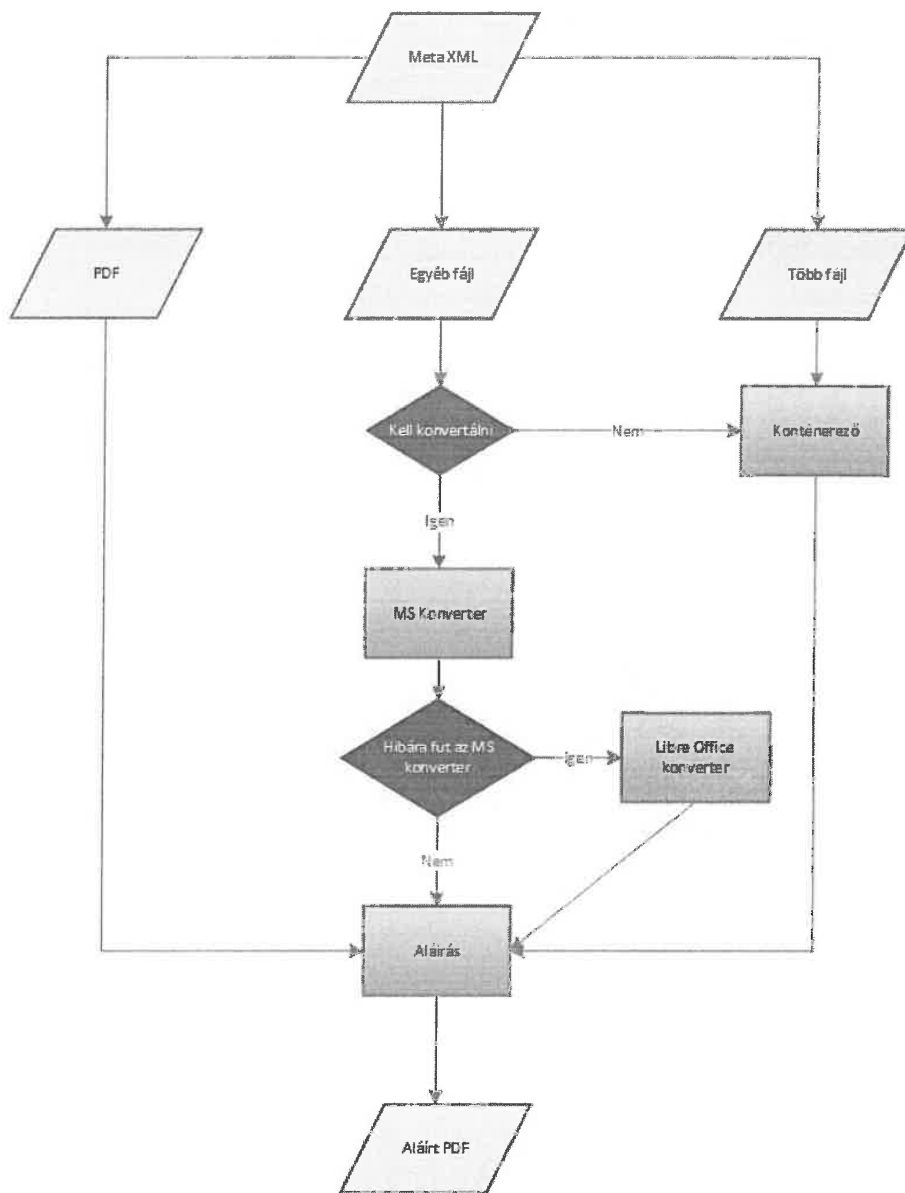 Meta XML
PDF
Egyéb fájl
Több fájl
Kell konvertálni
Nem
Konténerező
Igen
MS Konverter
Hibára fut az MS
konverter
Igen
Libre Office
konverter
Nem
Aláírás
Aláírt PDF